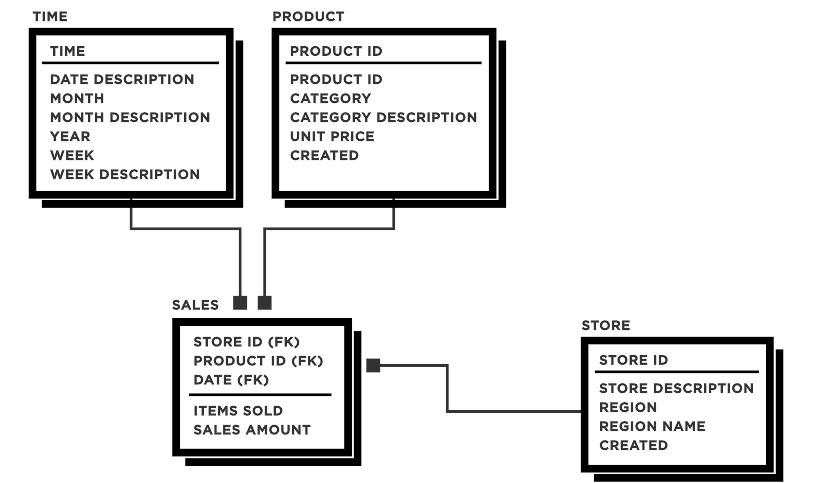 TIME
TIME
DATE DESCRIPTION
MONTH
MONTH DESCRIPTION
YEAR
WEEK
WEEK DESCRIPTION
PRODUCT
PRODUCT ID
PRODUCT ID
CATEGORY
CATEGORY DESCRIPTION
UNIT PRICE
CREATED
SALES
STORE ID (FK)
PRODUCT ID (FK)
DATE (FK)
ITEMS SOLD
SALES AMOUNT
STORE
STORE ID
STORE DESCRIPTION
REGION
REGION NAME
CREATED